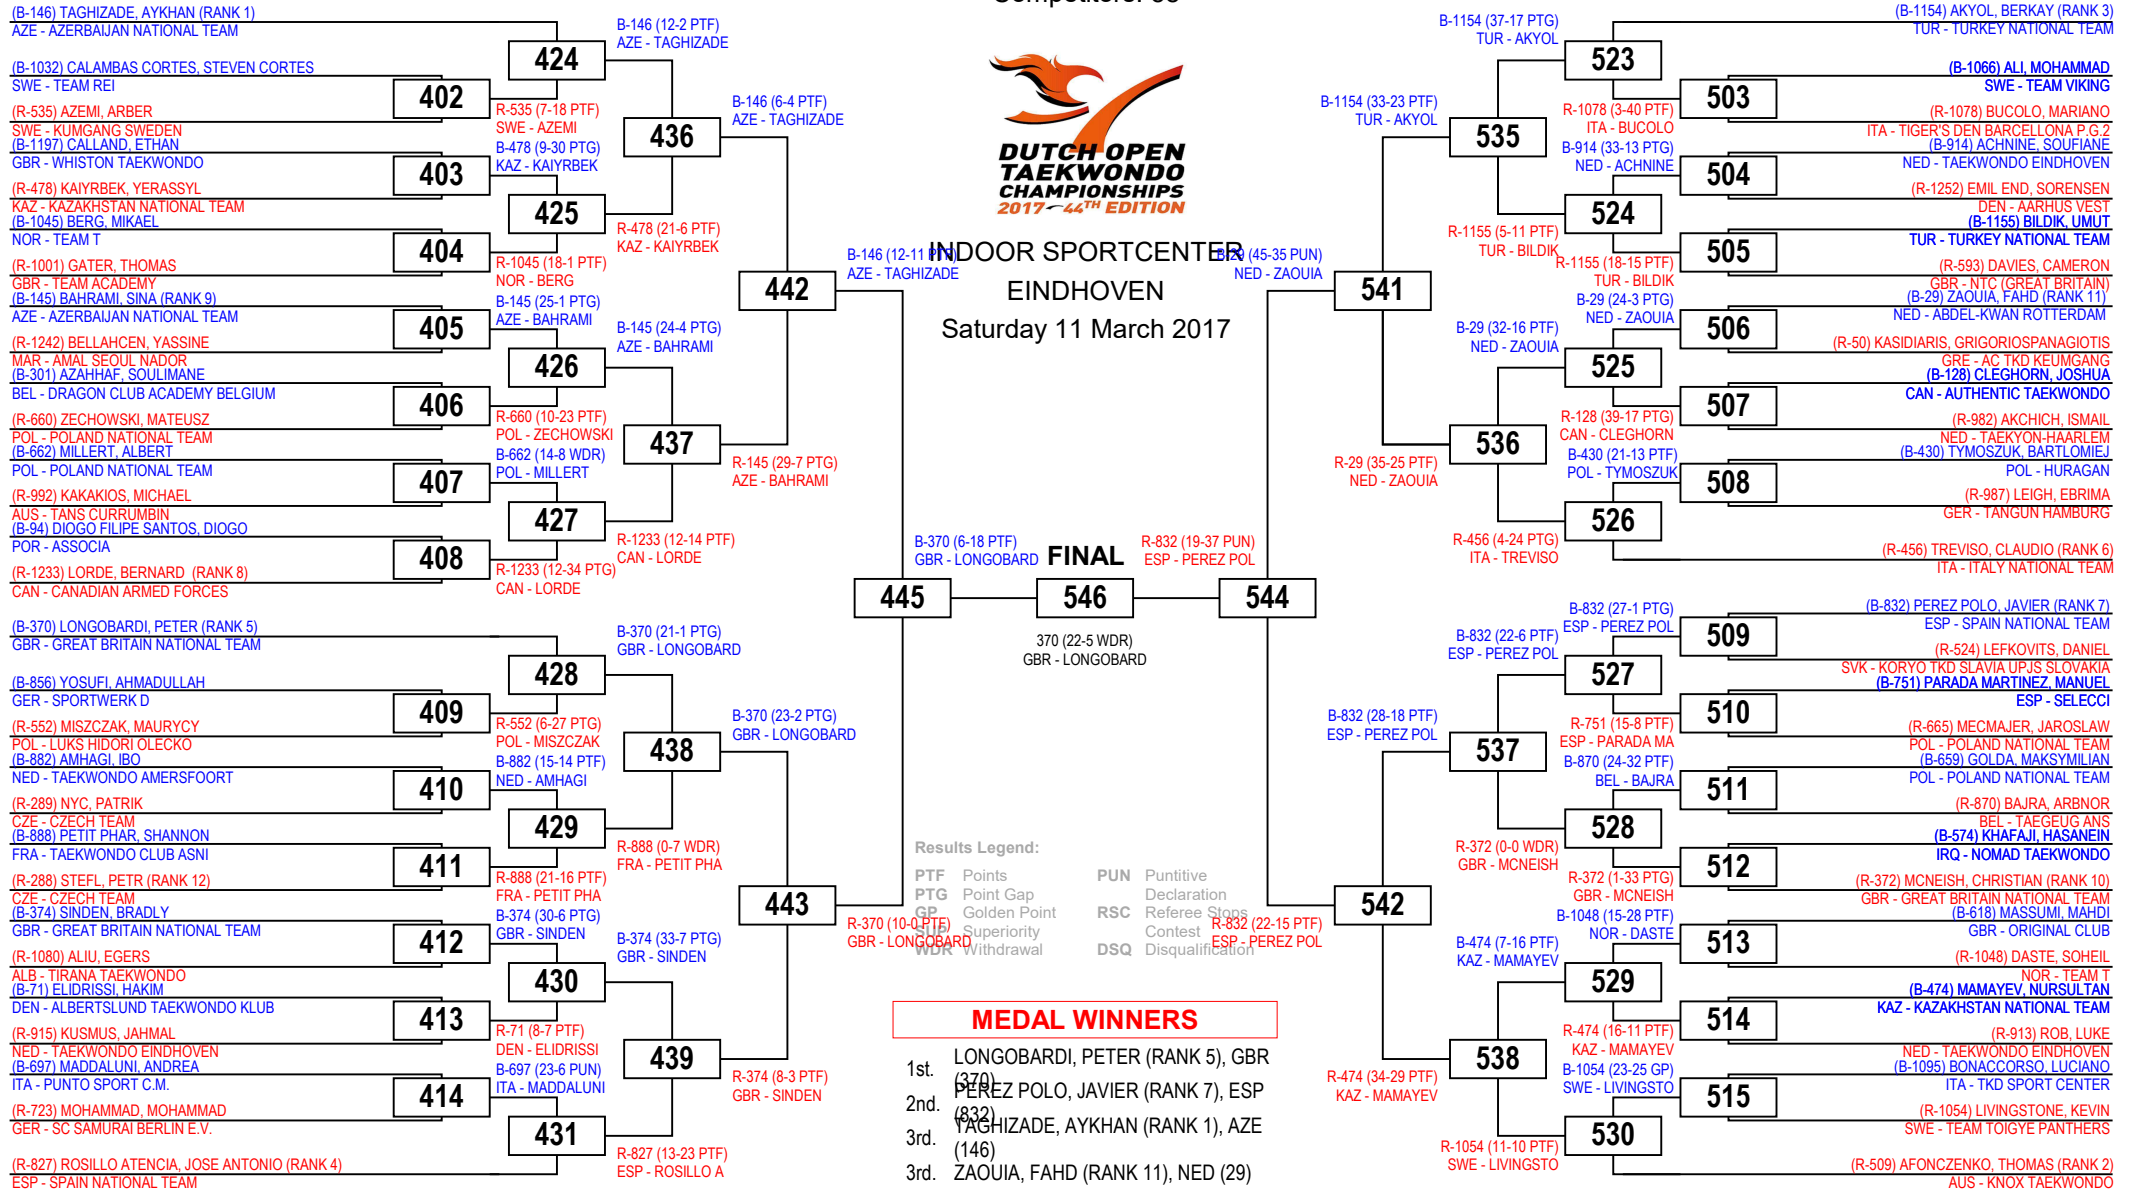 Competitors: 58
(B-146) TAGHIZADE, AYKHAN (RANK 1)
AZE - AZERBAIJAN NATIONAL TEAM
(B-1032) CALAMBAS CORTES, STEVEN CORTES
SWE - TEAM REI
(R-535) AZEMI, ARBER
SWE - KUMGANG SWEDEN
(B-1197) CALLAND, ETHAN
GBR - WHISTON TAEKWONDO
(R-478) KAIYRBEK, YERASSYL
KAZ - KAZAKHSTAN NATIONAL TEAM
(B-1045) BERG, MIKAEL
NOR - TEAM T
(R-1001) GATER, THOMAS
GBR - TEAM ACADEMY
(B-145) BAHRAMI, SINA (RANK 9)
AZE - AZERBAIJAN NATIONAL TEAM
(R-1242) BELLAHCEN, YASSINE
MAR - AMAL SEOUL NADOR
(B-301) AZAHHAF, SOULIMANE
BEL - DRAGON CLUB ACADEMY BELGIUM
(R-660) ZECHOWSKI, MATEUSZ
POL - POLAND NATIONAL TEAM
(B-662) MILLERT, ALBERT
POL - POLAND NATIONAL TEAM
(R-992) KAKAKIOS, MICHAEL
AUS - TANS CURRUMBIN
(B-94) DIOGO FILIPE SANTOS, DIOGO
POR - ASSOCIA
(R-1233) LORDE, BERNARD (RANK 8)
CAN - CANADIAN ARMED FORCES
(B-370) LONGOBARDI, PETER (RANK 5)
GBR - GREAT BRITAIN NATIONAL TEAM
(B-856) YOSUFI, AHMADULLAH
GER - SPORTWERK D
(R-552) MISZCZAK, MAURYCY
POL - LUKS HIDORI OLECKO
(B-882) AMHAGI, IBO
NED - TAEKWONDO AMERSFOORT
(R-289) NYC, PATRIK
CZE - CZECH TEAM
(B-888) PETIT PHAR, SHANNON
FRA - TAEKWONDO CLUB ASNI
(R-288) STEFL, PETR (RANK 12)
CZE - CZECH TEAM
(B-374) SINDEN, BRADLY
GBR - GREAT BRITAIN NATIONAL TEAM
(R-1080) ALIU, EGERS
ALB - TIRANA TAEKWONDO
(B-71) ELIDRISSI, HAKIM
DEN - ALBERTSLUND TAEKWONDO KLUB
(R-915) KUSMUS, JAHMAL
NED - TAEKWONDO EINDHOVEN
(B-697) MADDALUNI, ANDREA
ITA - PUNTO SPORT C.M.
(R-723) MOHAMMAD, MOHAMMAD
GER - SC SAMURAI BERLIN E.V.
(R-827) ROSILLO ATENCIA, JOSE ANTONIO (RANK 4)
ESP - SPAIN NATIONAL TEAM
402
403
404
405
406
407
408
409
410
411
412
413
414
R-535 (7-18 PTF)
SWE - AZEMI
B-478 (9-30 PTG)
KAZ - KAIYRBEK
R-1045 (18-1 PTF)
NOR - BERG
B-145 (25-1 PTG)
AZE - BAHRAMI
R-660 (10-23 PTF)
POL - ZECHOWSKI
B-662 (14-8 WDR)
POL - MILLERT
R-1233 (12-34 PTG)
CAN - LORDE
R-552 (6-27 PTG)
POL - MISZCZAK
B-882 (15-14 PTF)
NED - AMHAGI
R-888 (21-16 PTF)
FRA - PETIT PHA
B-374 (30-6 PTG)
GBR - SINDEN
R-71 (8-7 PTF)
DEN - ELIDRISSI
B-697 (23-6 PUN)
ITA - MADDALUNI
424
425
426
427
428
429
430
431
B-146 (12-2 PTF)
AZE - TAGHIZADE
R-478 (21-6 PTF)
KAZ - KAIYRBEK
B-145 (24-4 PTG)
AZE - BAHRAMI
R-1233 (12-14 PTF)
CAN - LORDE
B-370 (21-1 PTG)
GBR - LONGOBARD
R-888 (0-7 WDR)
FRA - PETIT PHA
B-374 (33-7 PTG)
GBR - SINDEN
R-827 (13-23 PTF)
ESP - ROSILLO A
436
437
438
439
B-146 (6-4 PTF)
AZE - TAGHIZADE
R-145 (29-7 PTG)
AZE - BAHRAMI
B-370 (23-2 PTG)
GBR - LONGOBARD
R-374 (8-3 PTF)
GBR - SINDEN
442
443
B-146 (12-11 PTF)
AZE - TAGHIZADE
R-370 (10-0 PTF)
GBR - LONGOBARD
445
B-370 (6-18 PTF)
GBR - LONGOBARD
DUTCH OPEN
TAEKWONDO
CHAMPIONSHIPS
2017 44TH EDITION
INDOOR SPORTCENTER
EINDHOVEN
Saturday 11 March 2017
FINAL
546
370 (22-5 WDR)
GBR - LONGOBARD
Results Legend:
PTF Points
PTG Point Gap
GP Golden Point
SUP Superiority
WDR Withdrawal
PUN Puntitive
Declaration
RSC Referee Stops
Contest
DSQ Disqualification
MEDAL WINNERS
1st. LONGOBARDI, PETER (RANK 5), GBR
(370)
2nd. PEREZ POLO, JAVIER (RANK 7), ESP
(832)
3rd. TAGHIZADE, AYKHAN (RANK 1), AZE
(146)
3rd. ZAOUIA, FAHD (RANK 11), NED (29)
R-832 (19-37 PUN)
ESP - PEREZ POL
544
B-29 (45-35 PUN)
NED - ZAOUIA
R-832 (22-15 PTF)
ESP - PEREZ POL
541
542
B-1154 (33-23 PTF)
TUR - AKYOL
R-29 (35-25 PTF)
NED - ZAOUIA
B-832 (28-18 PTF)
ESP - PEREZ POL
R-474 (34-29 PTF)
KAZ - MAMAYEV
535
536
537
538
B-1154 (37-17 PTG)
TUR - AKYOL
R-1155 (5-11 PTF)
TUR - BILDIK
B-29 (32-16 PTF)
NED - ZAOUIA
R-456 (4-24 PTG)
ITA - TREVISO
B-832 (22-6 PTF)
ESP - PEREZ POL
R-372 (0-0 WDR)
GBR - MCNEISH
B-474 (7-16 PTF)
KAZ - MAMAYEV
R-1054 (11-10 PTF)
SWE - LIVINGSTO
523
524
525
526
527
528
529
530
R-1078 (3-40 PTF)
ITA - BUCOLO
B-914 (33-13 PTG)
NED - ACHNINE
R-1155 (18-15 PTF)
TUR - BILDIK
B-29 (24-3 PTG)
NED - ZAOUIA
R-128 (39-17 PTG)
CAN - CLEGHORN
B-430 (21-13 PTF)
POL - TYMOSZUK
B-832 (27-1 PTG)
ESP - PEREZ POL
R-751 (15-8 PTF)
ESP - PARADA MA
B-870 (24-32 PTF)
BEL - BAJRA
R-372 (1-33 PTG)
GBR - MCNEISH
B-1048 (15-28 PTF)
NOR - DASTE
R-474 (16-11 PTF)
KAZ - MAMAYEV
B-1054 (23-25 GP)
SWE - LIVINGSTO
503
504
505
506
507
508
509
510
511
512
513
514
515
(B-1154) AKYOL, BERKAY (RANK 3)
TUR - TURKEY NATIONAL TEAM
(B-1066) ALI, MOHAMMAD
SWE - TEAM VIKING
(R-1078) BUCOLO, MARIANO
ITA - TIGER'S DEN BARCELLONA P.G.2
(B-914) ACHNINE, SOUFIANE
NED - TAEKWONDO EINDHOVEN
(R-1252) EMIL END, SORENSEN
DEN - AARHUS VEST
(B-1155) BILDIK, UMUT
TUR - TURKEY NATIONAL TEAM
(R-593) DAVIES, CAMERON
GBR - NTC (GREAT BRITAIN)
(B-29) ZAOUIA, FAHD (RANK 11)
NED - ABDEL-KWAN ROTTERDAM
(R-50) KASIDIARIS, GRIGORIOSPANAGIOTIS
GRE - AC TKD KEUMGANG
(B-128) CLEGHORN, JOSHUA
CAN - AUTHENTIC TAEKWONDO
(R-982) AKCHICH, ISMAIL
NED - TAEKYON-HAARLEM
(B-430) TYMOSZUK, BARTLOMIEJ
POL - HURAGAN
(R-987) LEIGH, EBRIMA
GER - TANGUN HAMBURG
(R-456) TREVISO, CLAUDIO (RANK 6)
ITA - ITALY NATIONAL TEAM
(B-832) PEREZ POLO, JAVIER (RANK 7)
ESP - SPAIN NATIONAL TEAM
(R-524) LEFKOVITS, DANIEL
SVK - KORYO TKD SLAVIA UPJS SLOVAKIA
(B-751) PARADA MARTINEZ, MANUEL
ESP - SELECCI
(R-665) MECMAJER, JAROSLAW
POL - POLAND NATIONAL TEAM
(B-659) GOLDA, MAKSYMILIAN
POL - POLAND NATIONAL TEAM
(R-870) BAJRA, ARBNOR
BEL - TAEGEUG ANS
(B-574) KHAFAJI, HASANEIN
IRQ - NOMAD TAEKWONDO
(R-372) MCNEISH, CHRISTIAN (RANK 10)
GBR - GREAT BRITAIN NATIONAL TEAM
(B-618) MASSUMI, MAHDI
GBR - ORIGINAL CLUB
(R-1048) DASTE, SOHEIL
NOR - TEAM T
(B-474) MAMAYEV, NURSULTAN
KAZ - KAZAKHSTAN NATIONAL TEAM
(R-913) ROB, LUKE
NED - TAEKWONDO EINDHOVEN
(B-1095) BONACCORSO, LUCIANO
ITA - TKD SPORT CENTER
(R-1054) LIVINGSTONE, KEVIN
SWE - TEAM TOIGYE PANTHERS
(R-509) AFONCZENKO, THOMAS (RANK 2)
AUS - KNOX TAEKWONDO